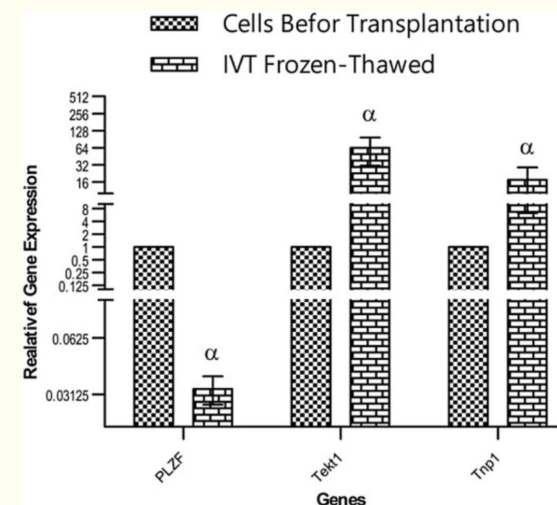 Cells Befor Transplantation
IVT Frozen-Thawed
Realativef Gene Expression
512
256
128
64
32
16
8
4
2
1
0.5
0.25
0.125
0.0625
0.03125
α
α
α
PLZF
Tekt1
Tnp1
Genes